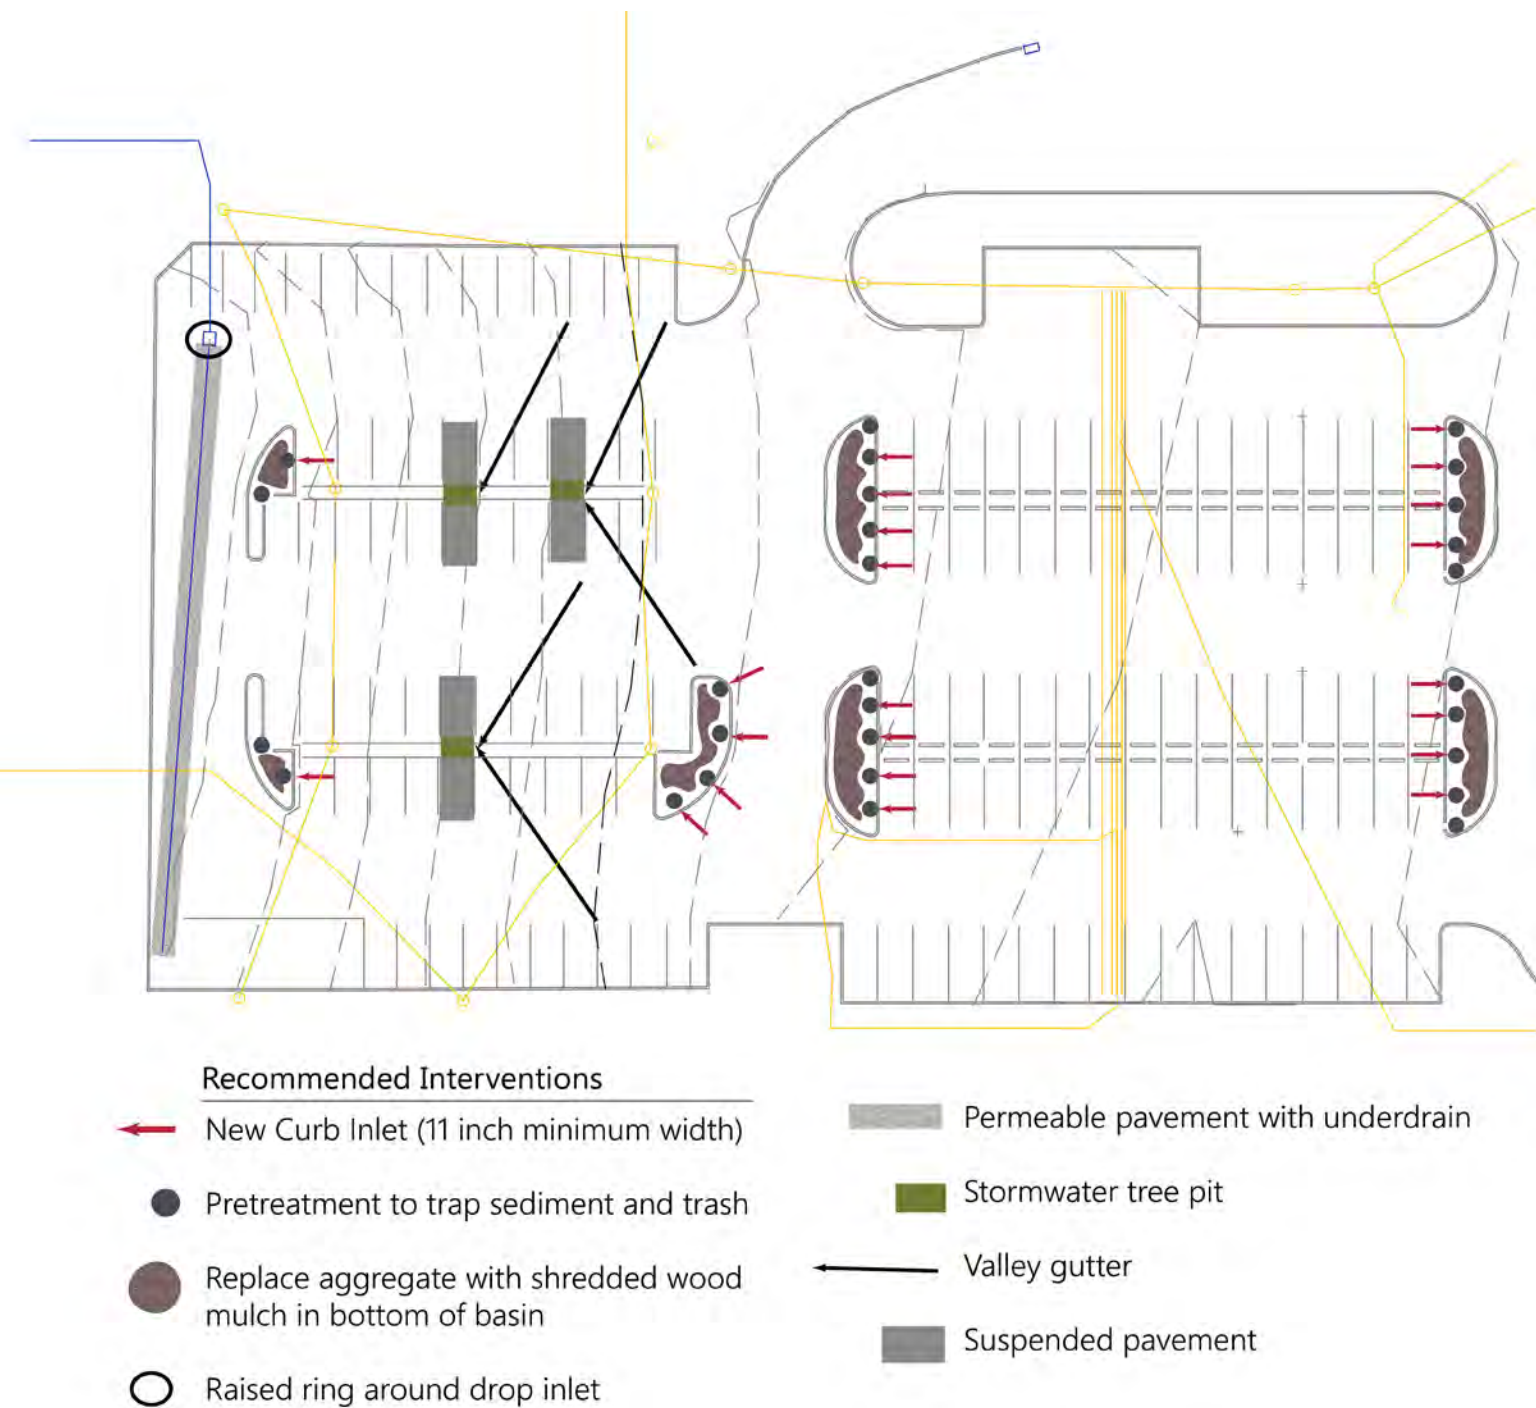 Recommended Interventions
New Curb Inlet (11 inch minimum width)
Pretreatment to trap sediment and trash
Replace aggregate with shredded wood
mulch in bottom of basin
Raised ring around drop inlet
Permeable pavement with underdrain
Stormwater tree pit
Valley gutter
Suspended pavement